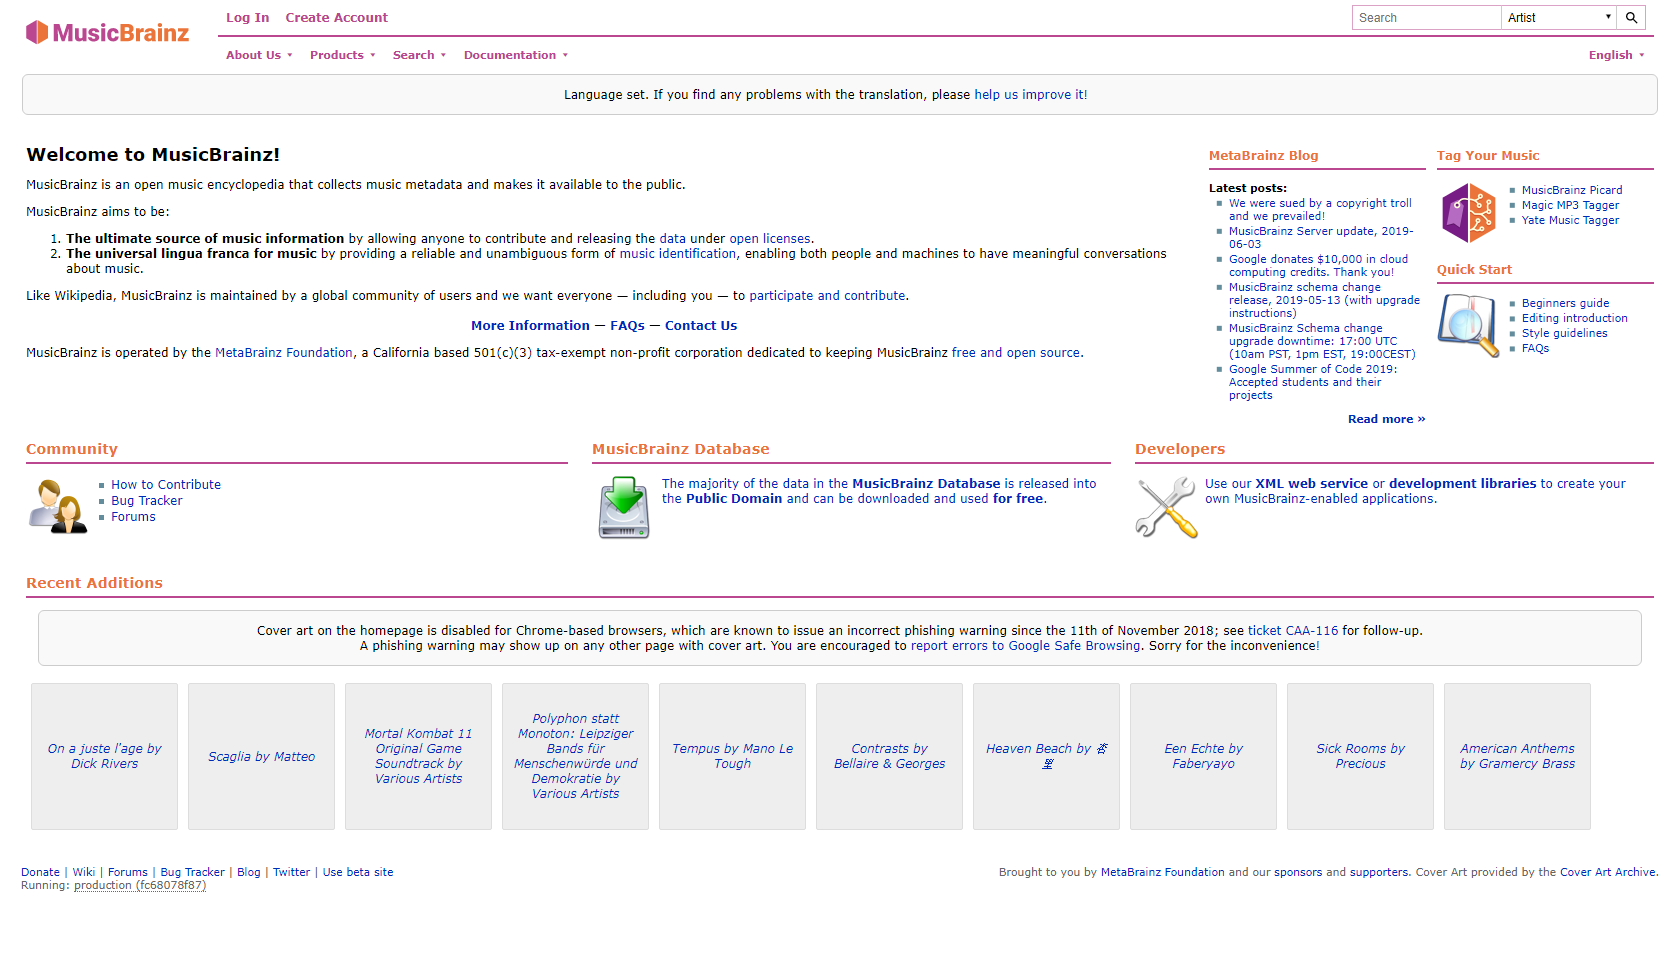 MusicBrainz
Log In Create Account
Search Artist
About Us Products Search Documentation English
Language set. If you find any problems with the translation, please help us improve it!
Welcome to MusicBrainz!
MusicBrainz is an open music encyclopedia that collects music metadata and makes it available to the public.
MusicBrainz aims to be:
1. The ultimate source of music information by allowing anyone to contribute and releasing the data under open licenses.
2. The universal lingua franca for music by providing a reliable and unambiguous form of music identification, enabling both people and machines to have meaningful conversations
about music.
Like Wikipedia, MusicBrainz is maintained by a global community of users and we want everyone — including you — to participate and contribute.
More Information — FAQs — Contact Us
MusicBrainz is operated by the MetaBrainz Foundation, a California based 501(c)(3) tax-exempt non-profit corporation dedicated to keeping MusicBrainz free and open source.
MetaBrainz Blog
Latest posts:
We were sued by a copyright troll
and we prevailed!
MusicBrainz Server update, 2019-
06-03
Google donates $10,000 in cloud
computing credits. Thank you!
MusicBrainz schema change
release, 2019-05-13 (with upgrade
instructions)
MusicBrainz Schema change
upgrade downtime: 17:00 UTC
(10am PST, 1pm EST, 19:00CEST)
Google Summer of Code 2019:
Accepted students and their
projects
Read more »
Tag Your Music
MusicBrainz Picard
Magic MP3 Tagger
Yate Music Tagger
Quick Start
Beginners guide
Editing introduction
Style guidelines
FAQs
Community
How to Contribute
Bug Tracker
Forums
MusicBrainz Database
The majority of the data in the MusicBrainz Database is released into
the Public Domain and can be downloaded and used for free.
Developers
Use our XML web service or development libraries to create your
own MusicBrainz-enabled applications.
Recent Additions
Cover art on the homepage is disabled for Chrome-based browsers, which are known to issue an incorrect phishing warning since the 11th of November 2018; see ticket CAA-116 for follow-up.
A phishing warning may show up on any other page with cover art. You are encouraged to report errors to Google Safe Browsing. Sorry for the inconvenience!
On a juste l'age by
Dick Rivers
Scaglia by Matteo
Mortal Kombat 11
Original Game
Soundtrack by
Various Artists
Polyphon statt
Monoton: Leipziger
Bands für
Menschenwürde und
Demokratie by
Various Artists
Tempus by Mano Le
Tough
Contrasts by
Bellaire & Georges
Heaven Beach by
Een Echte by
Faberyayo
Sick Rooms by
Precious
American Anthems
by Gramercy Brass
Donate | Wiki | Forums | Bug Tracker | Blog | Twitter | Use beta site
Running: production (fc68078f87)
Brought to you by MetaBrainz Foundation and our sponsors and supporters. Cover Art provided by the Cover Art Archive.